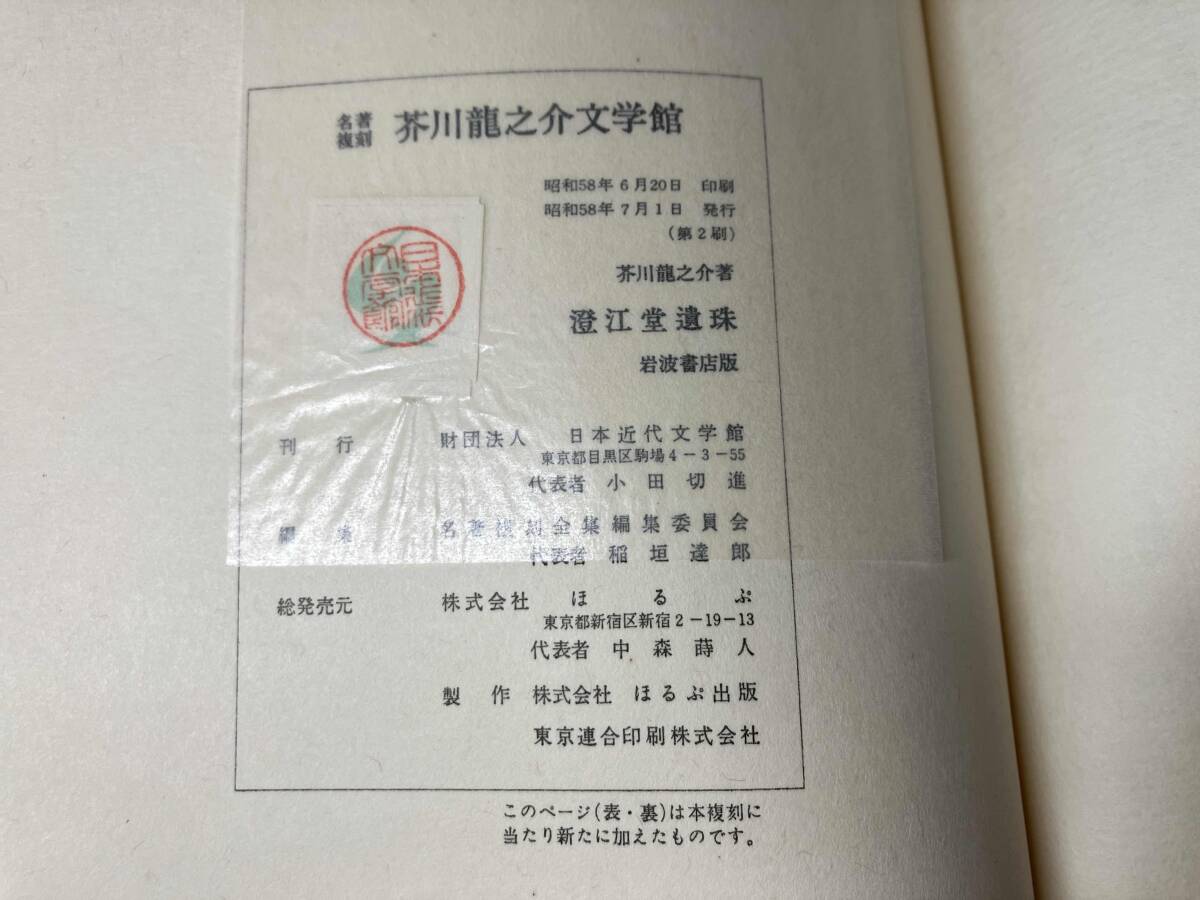 名著複刻 芥川龍之介文学館
昭和58年6月20日 印刷
昭和58年7月1日 発行
(第2刷)
芥川龍之介著
澄江堂遺珠
岩波書店版
刊行 財団法人 日本近代文学館
東京都目黒区駒場4-3-55
代表者 小田切進
編集 名著複刻全集編集委員会
代表者 稲垣達郎
総発売元 株式会社 ほるぷ
東京都新宿区新宿2-19-13
代表者 中森蒔人
製作 株式会社 ほるぷ出版
東京連合印刷株式会社
このページ(表・裏)は本複刻に
当たり新たに加えたものです。